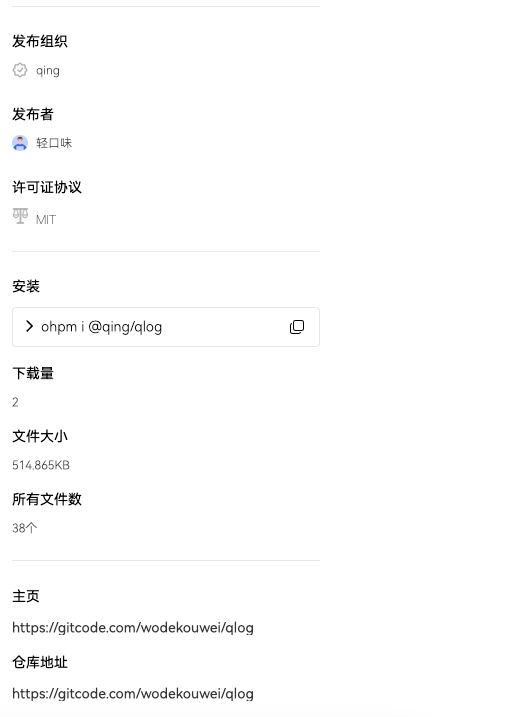 发布组织
qing
发布者
轻口味
许可证协议
MIT
安装
ohpm i @qing/qlog
下载量
2
文件大小
514.865KB
所有文件数
38个
主页
https://gitcode.com/wodekouwei/qlog
仓库地址
https://gitcode.com/wodekouwei/qlog